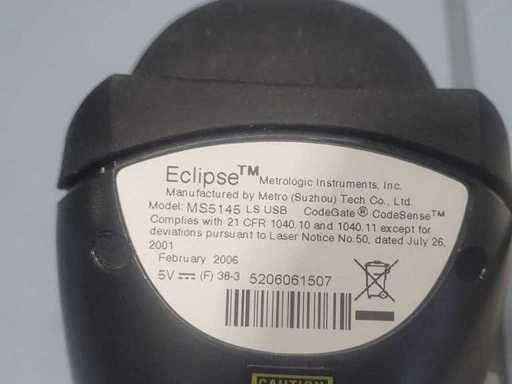 Eclipse™ Metrologic Instruments, Inc.
Manufactured by Metro (Suzhou) Tech Co., Ltd.
Model: MS5145 LS USB CodeGate® CodeSense™
Complies with 21 CFR 1040.10 and 1040.11 except for
deviations pursuant to Laser Notice No.50, dated July 26,
2001
February 2006
5V ⎓ (F) 38-3 5206061507
CAUTION